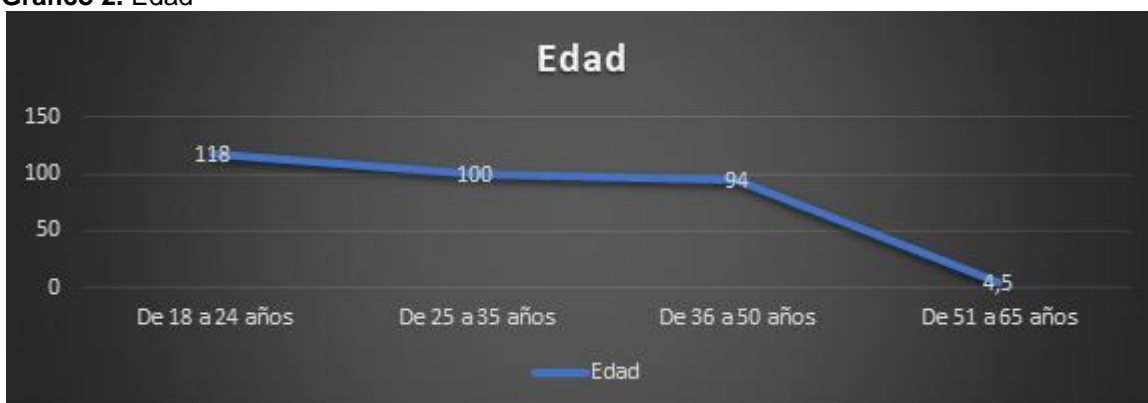 Gráfico 2. Edad
Edad
150
118
100
100
94
50
4,5
0
De 18 a 24 años De 25 a 35 años De 36 a 50 años De 51 a 65 años
Edad